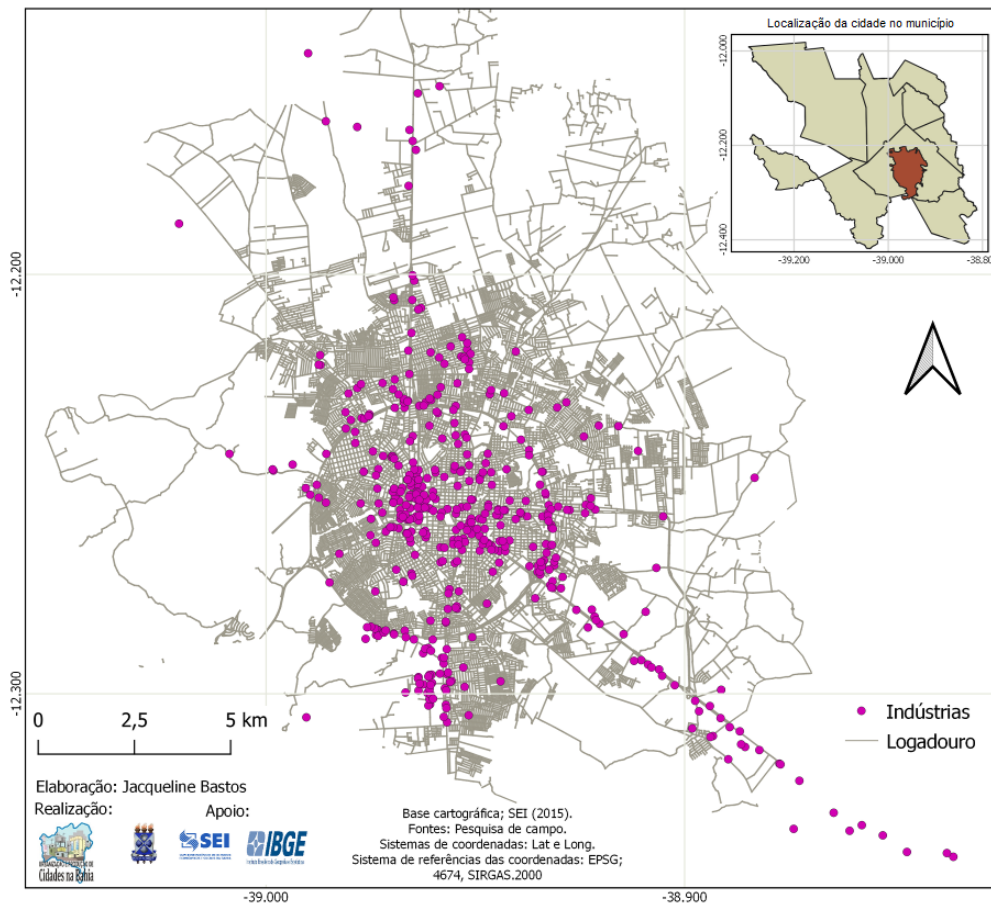 Localização da cidade no município
-12.000
-12.200
-12.400
-39.200
-39.000
-38.800
-12.200
-12.300
0
2,5
5 km
Indústrias
Logadouro
Elaboração: Jacqueline Bastos
Realização:
Apoio:
Cidades na Bahia
SEI
IBGE
Base cartográfica; SEI (2015).
Fontes: Pesquisa de campo.
Sistemas de coordenadas: Lat e Long.
Sistema de referências das coordenadas: EPSG;
4674, SIRGAS.2000
-39.000
-38.900